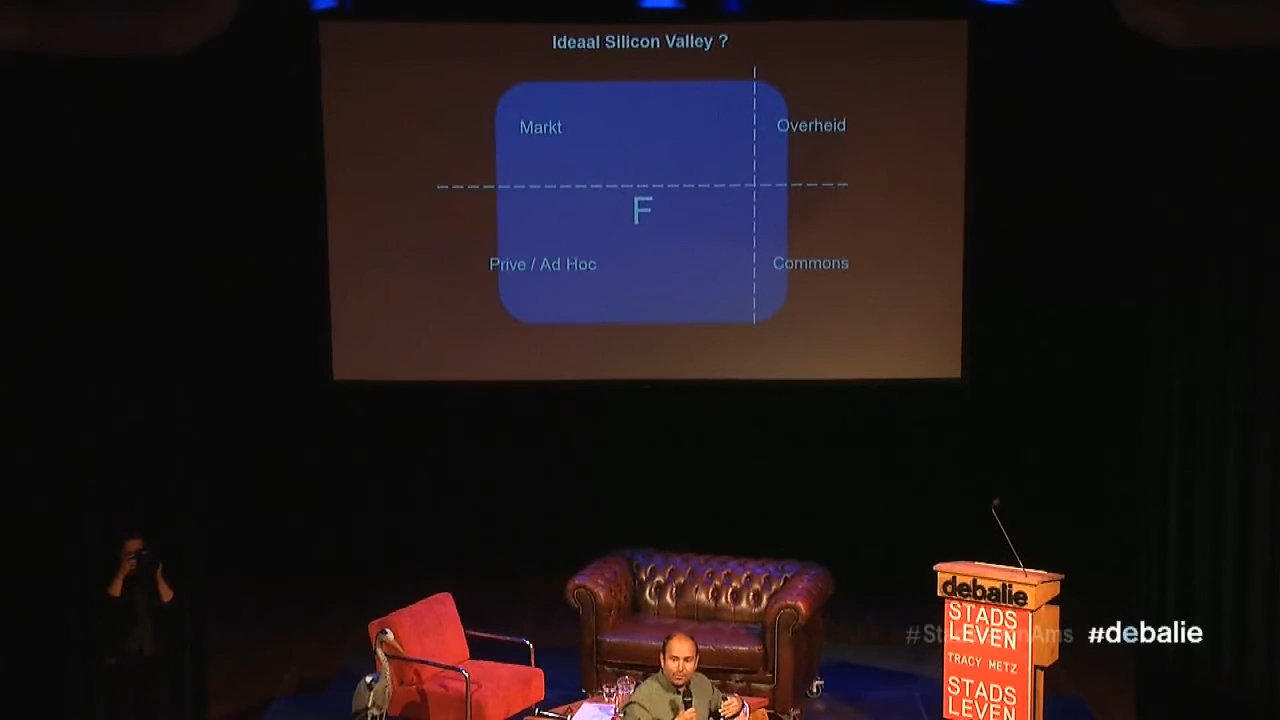 Ideaal Silicon Valley ?
Markt
Overheid
F
Prive / Ad Hoc
Commons
debalie
STADS
LEVEN
TRACY METZ
STADS
LEVEN
#debalie